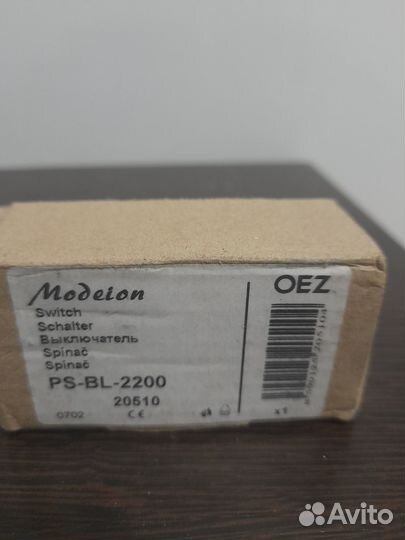 Modeion
OEZ
Switch
Schalter
Выключатель
Spínač
Spinač
PS-BL-2200
20510
0702 CE
x1
Avito